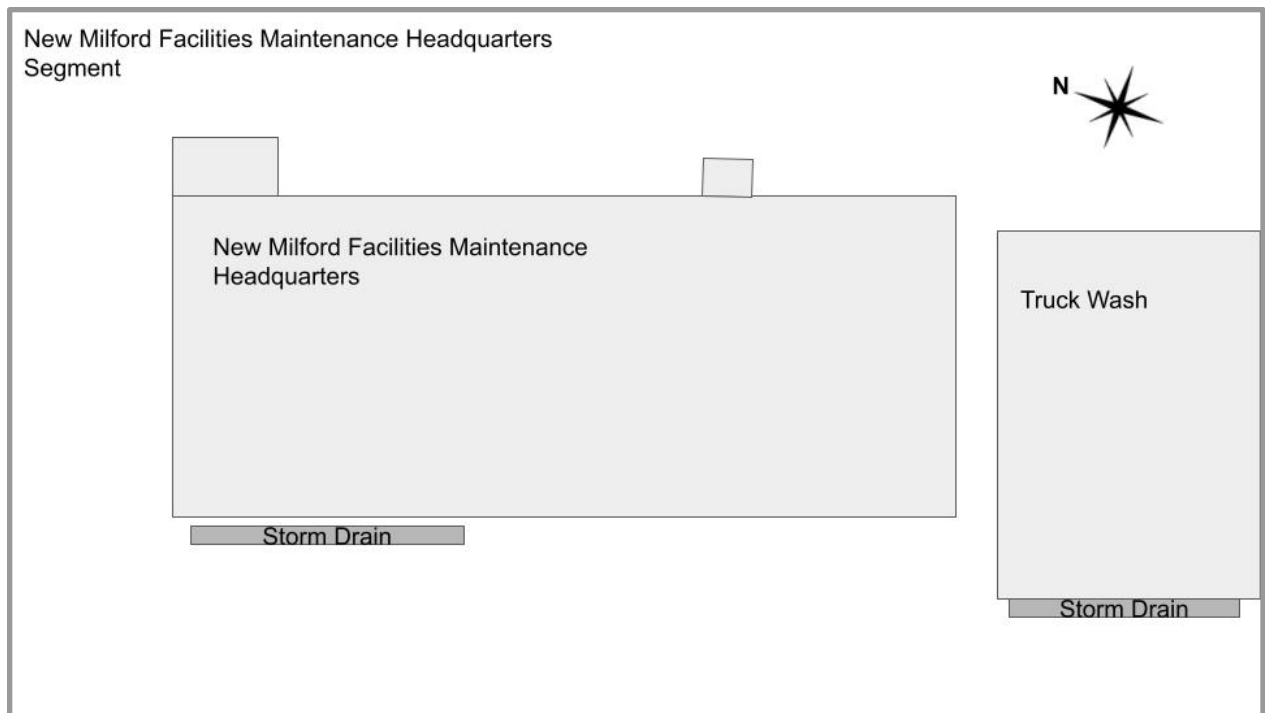 New Milford Facilities Maintenance Headquarters
Segment
N
New Milford Facilities Maintenance
Headquarters
Truck Wash
Storm Drain
Storm Drain